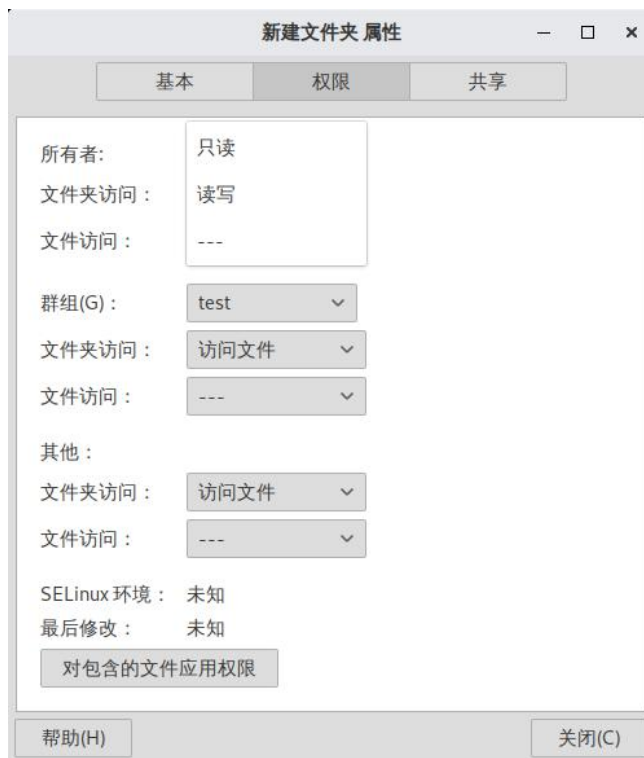 新建文件夹 属性
基本 权限 共享
所有者: 只读
文件夹访问： 读写
文件访问： ---
群组(G)： test
文件夹访问： 访问文件
文件访问： ---
其他：
文件夹访问： 访问文件
文件访问： ---
SELinux 环境： 未知
最后修改： 未知
对包含的文件应用权限
帮助(H) 关闭(C)